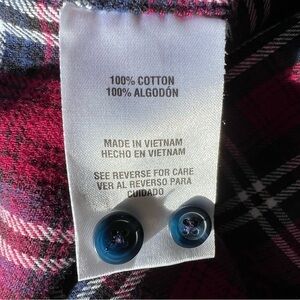 100% COTTON
100% ALGODÓN
MADE IN VIETNAM
HECHO EN VIETNAM
SEE REVERSE FOR CARE
VER AL REVERSO PARA
CUIDADO